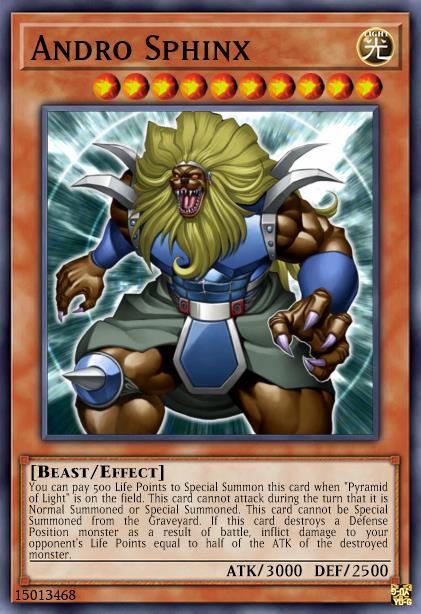 ANDRO SPHINX
LIGHT
光
[BEAST/EFFECT]
You can pay 500 Life Points to Special Summon this card when "Pyramid
of Light" is on the field. This card cannot attack during the turn that it is
Normal Summoned or Special Summoned. This card cannot be Special
Summoned from the Graveyard. If this card destroys a Defense
Position monster as a result of battle, inflict damage to your
opponent's Life Points equal to half of the ATK of the destroyed
monster.
ATK/3000 DEF/2500
15013468